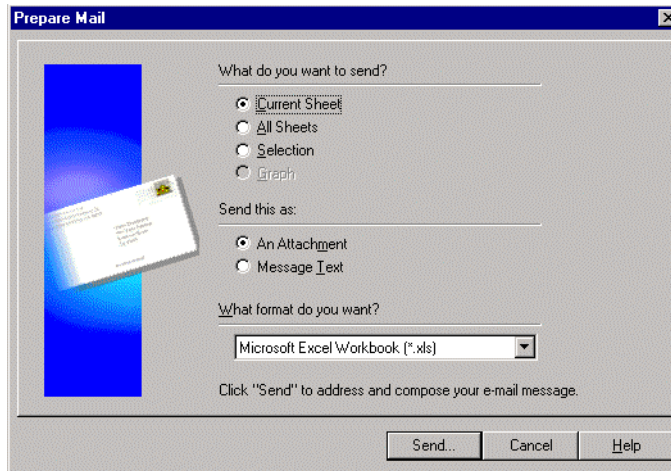 Prepare Mail
What do you want to send?
Current Sheet
All Sheets
Selection
Graph
Send this as:
An Attachment
Message Text
What format do you want?
Microsoft Excel Workbook (*.xls)
Click "Send" to address and compose your e-mail message.
Send... Cancel Help